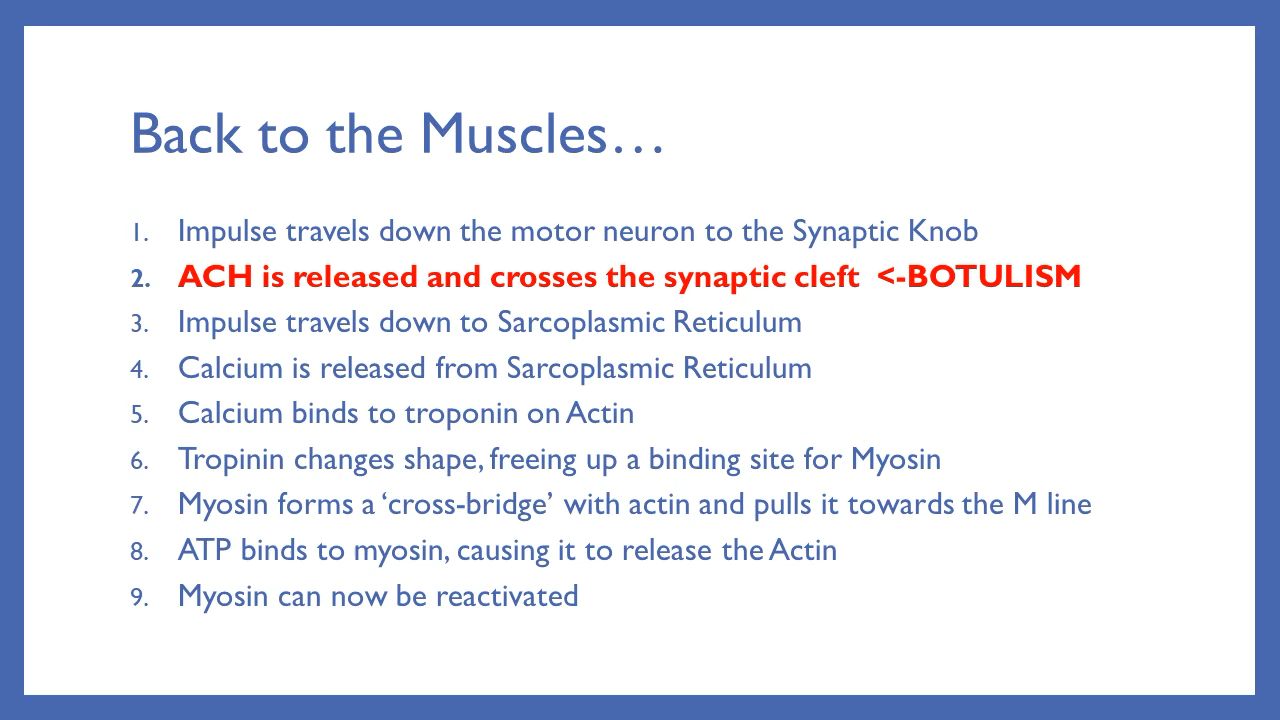 Back to the Muscles…
1. Impulse travels down the motor neuron to the Synaptic Knob
2. ACH is released and crosses the synaptic cleft <-BOTULISM
3. Impulse travels down to Sarcoplasmic Reticulum
4. Calcium is released from Sarcoplasmic Reticulum
5. Calcium binds to troponin on Actin
6. Tropinin changes shape, freeing up a binding site for Myosin
7. Myosin forms a ‘cross-bridge’ with actin and pulls it towards the M line
8. ATP binds to myosin, causing it to release the Actin
9. Myosin can now be reactivated